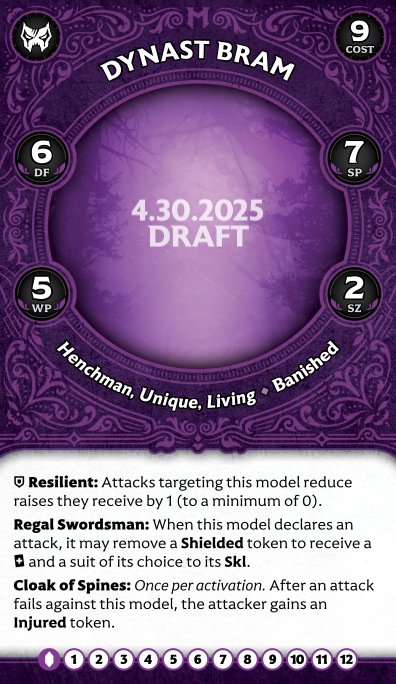 DYNAST BRAM
9
COST
6
DF
7
SP
4.30.2025
DRAFT
5
WP
2
SZ
Henchman, Unique, Living ♦ Banished
Resilient: Attacks targeting this model reduce
raises they receive by 1 (to a minimum of 0).
Regal Swordsman: When this model declares an
attack, it may remove a Shielded token to receive a
and a suit of its choice to its Skl.
Cloak of Spines: Once per activation. After an attack
fails against this model, the attacker gains an
Injured token.
1 2 3 4 5 6 7 8 9 10 11 12